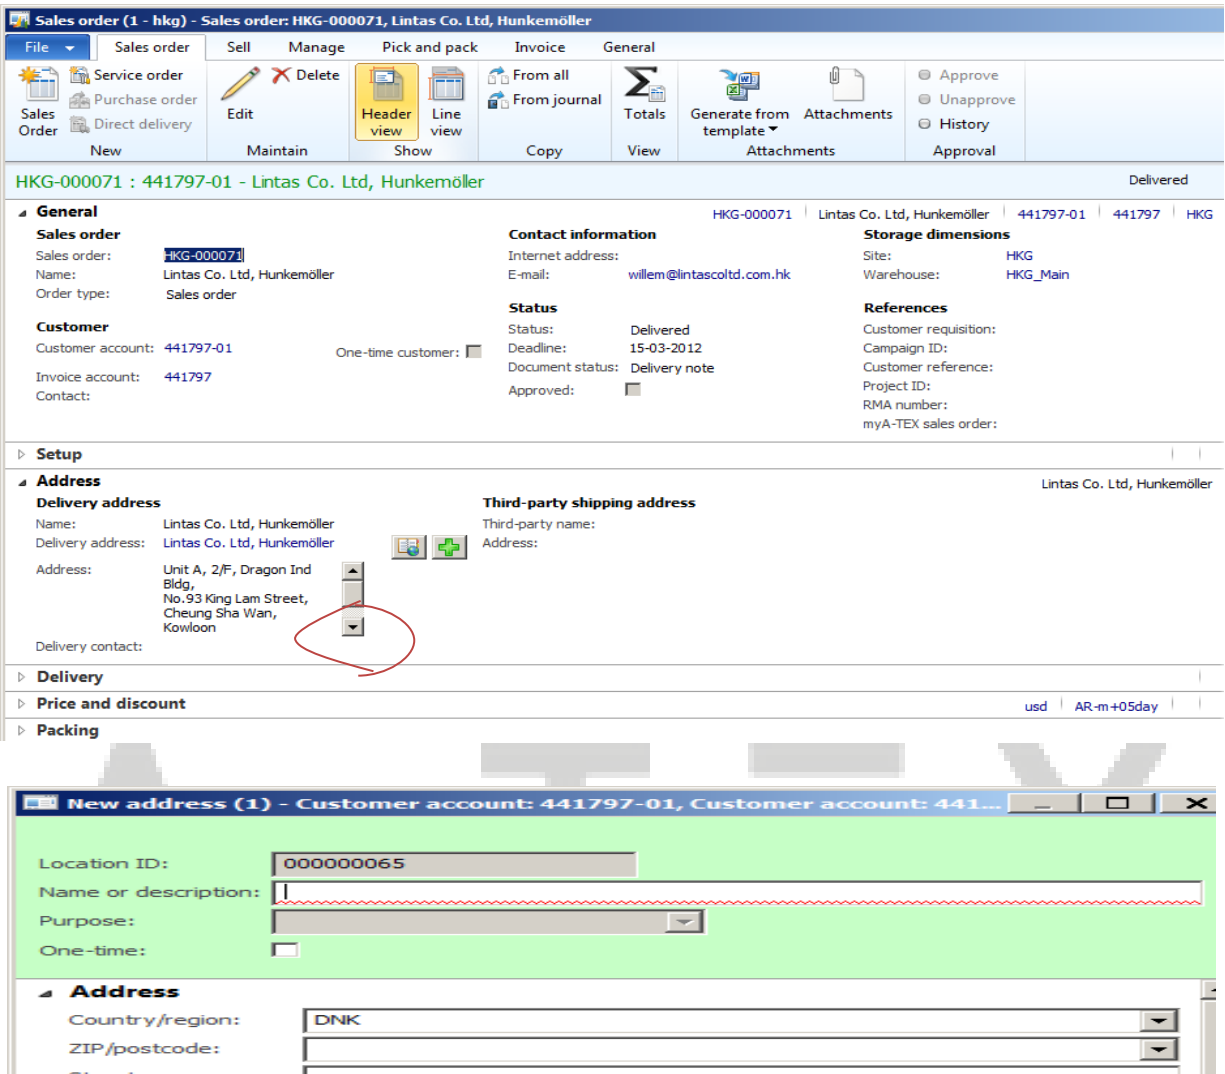 Sales order (1 - hkg) - Sales order: HKG-000071, Lintas Co. Ltd, Hunkemöller
File Sales order Sell Manage Pick and pack Invoice General
Sales Order
Service order
Purchase order
Direct delivery
New
Edit
Delete
Maintain
Header view
Line view
Show
From all
From journal
Copy
Totals
View
Generate from template
Attachments
Attachments
Approve
Unapprove
History
Approval
HKG-000071 : 441797-01 - Lintas Co. Ltd, Hunkemöller Delivered
General HKG-000071 Lintas Co. Ltd, Hunkemöller 441797-01 441797 HKG
Sales order
Sales order: HKG-000071
Name: Lintas Co. Ltd, Hunkemöller
Order type: Sales order
Customer
Customer account: 441797-01 One-time customer:
Invoice account: 441797
Contact:
Contact information
Internet address:
E-mail: willem@lintascoltd.com.hk
Status
Status: Delivered
Deadline: 15-03-2012
Document status: Delivery note
Approved:
Storage dimensions
Site: HKG
Warehouse: HKG_Main
References
Customer requisition:
Campaign ID:
Customer reference:
Project ID:
RMA number:
myA-TEX sales order:
Setup
Address Lintas Co. Ltd, Hunkemöller
Delivery address
Name: Lintas Co. Ltd, Hunkemöller
Delivery address: Lintas Co. Ltd, Hunkemöller
Address: Unit A, 2/F, Dragon Ind
Bldg,
No.93 King Lam Street,
Cheung Sha Wan,
Kowloon
Delivery contact:
Third-party shipping address
Third-party name:
Address:
Delivery
Price and discount usd AR-m+05day
Packing
New address (1) - Customer account: 441797-01, Customer account: 441...
Location ID: 000000065
Name or description:
Purpose:
One-time:
Address
Country/region: DNK
ZIP/postcode: